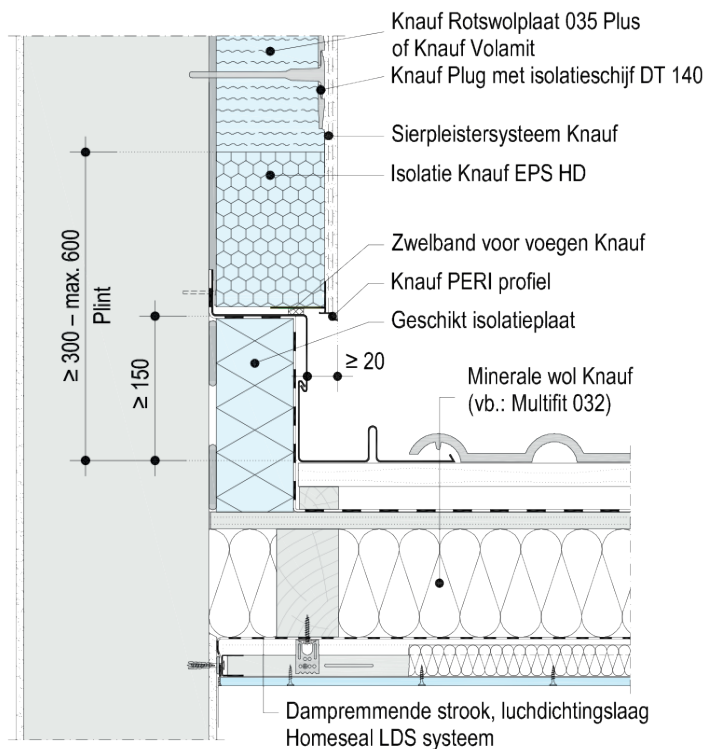 Knauf Rotswolplaat 035 Plus
of Knauf Volamit
Knauf Plug met isolatieschijf DT 140
Sierpleistersysteem Knauf
Isolatie Knauf EPS HD
Zwelband voor voegen Knauf
Knauf PERI profiel
Geschikt isolatieplaat
≥ 20
Minerale wol Knauf
(vb.: Multifit 032)
≥ 300 – max. 600
Plint
≥ 150
Dampremmende strook, luchdichtingslaag
Homeseal LDS systeem